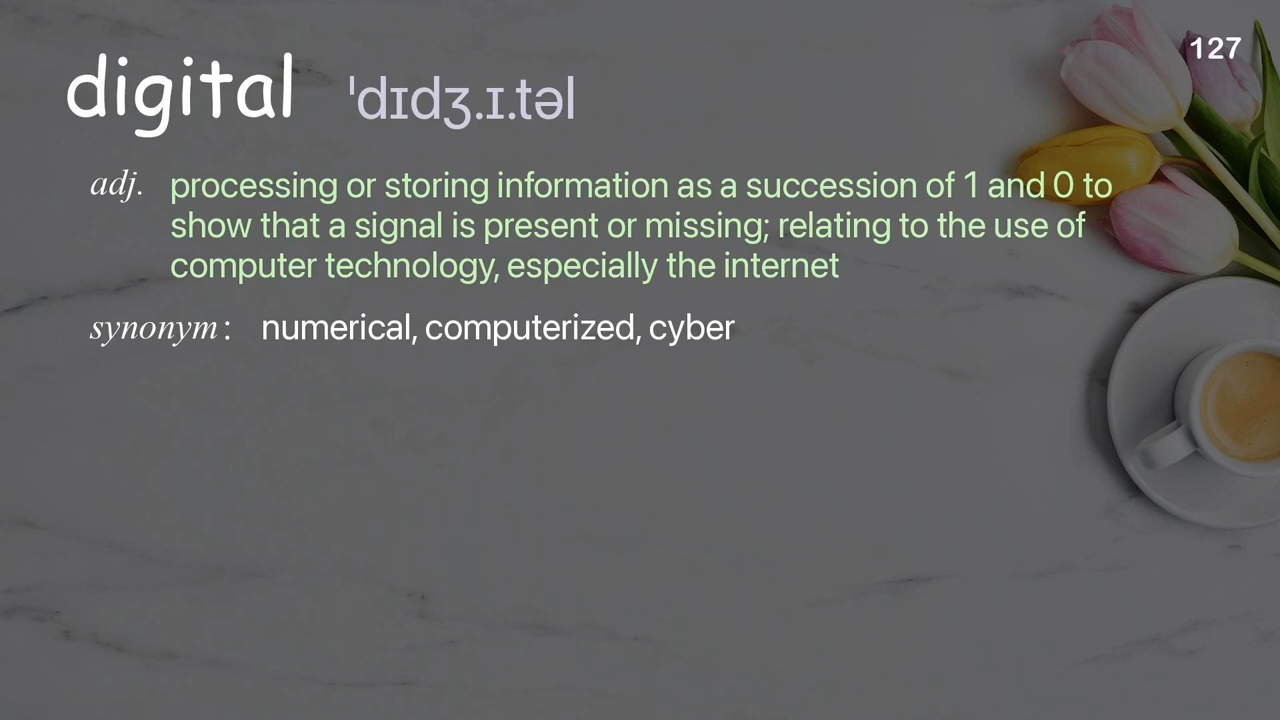 127
digital ˈdɪdʒ.ɪ.təl
adj. processing or storing information as a succession of 1 and 0 to
show that a signal is present or missing; relating to the use of
computer technology, especially the internet
synonym: numerical, computerized, cyber